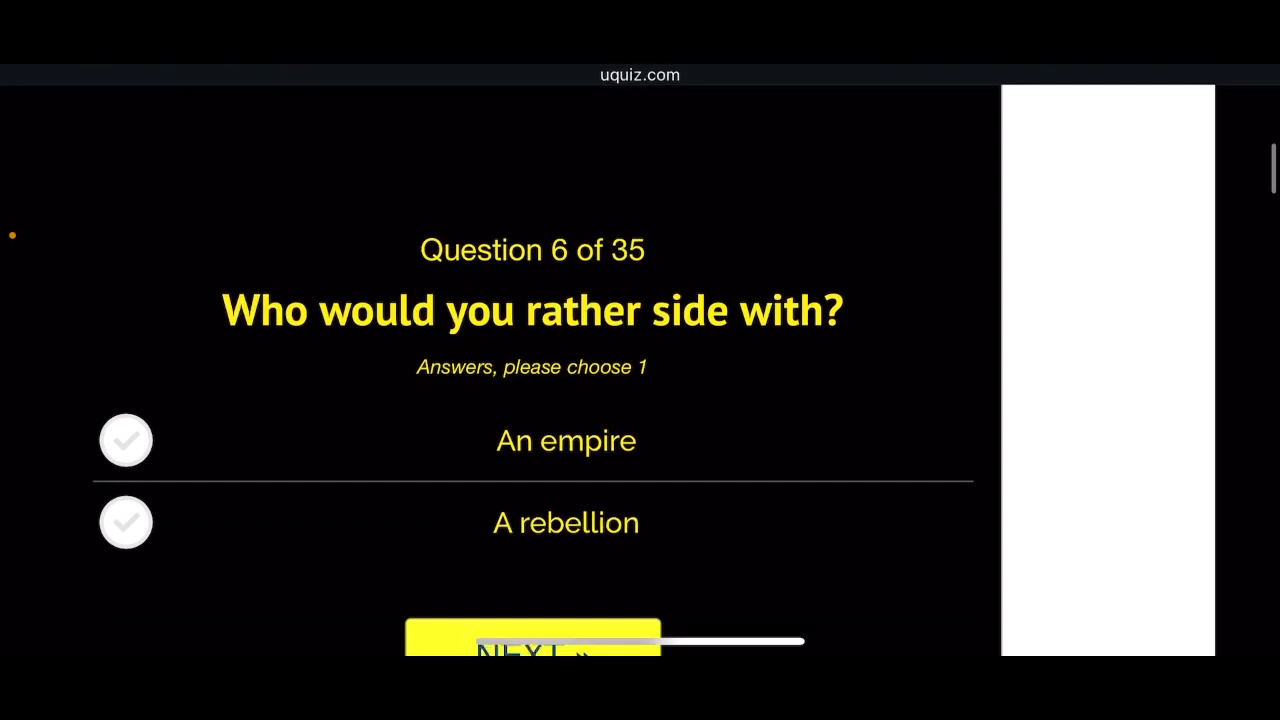 uquiz.com
Question 6 of 35
Who would you rather side with?
Answers, please choose 1
An empire
A rebellion
NEXT »